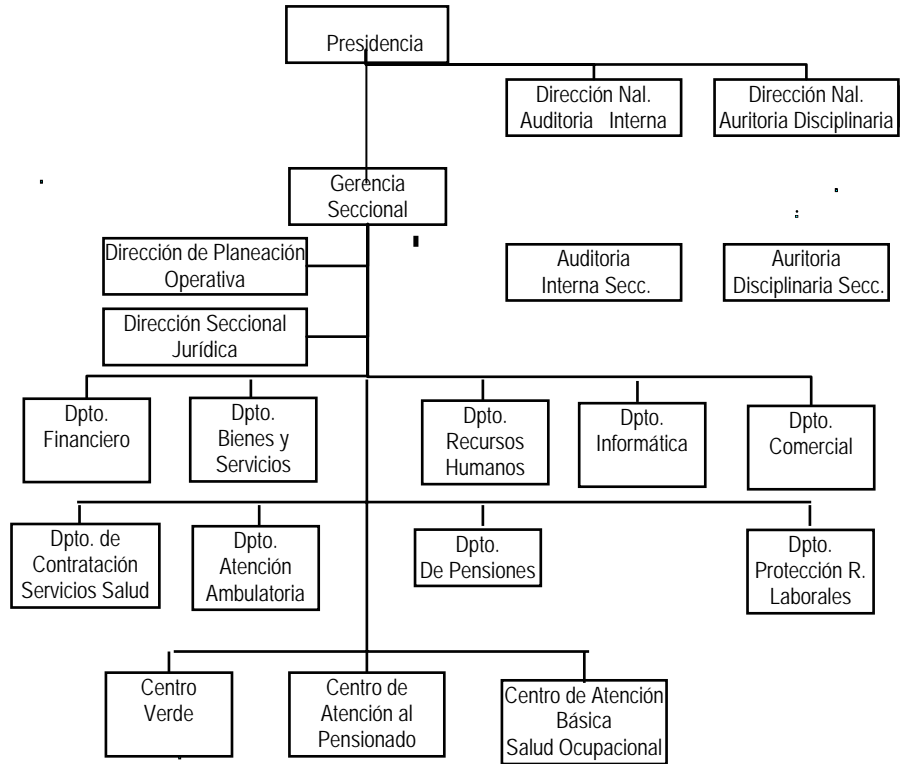 Presidencia
Dirección Nal.
Auditoria Interna
Dirección Nal.
Auritoria Disciplinaria
Gerencia
Seccional
Dirección de Planeación
Operativa
Auditoria
Interna Secc.
Auritoria
Disciplinaria Secc.
Dirección Seccional
Jurídica
Dpto.
Financiero
Dpto.
Bienes y
Servicios
Dpto.
Recursos
Humanos
Dpto.
Informática
Dpto.
Comercial
Dpto. de
Contratación
Servicios Salud
Dpto.
Atención
Ambulatoria
Dpto.
De Pensiones
Dpto.
Protección R.
Laborales
Centro
Verde
Centro de
Atención al
Pensionado
Centro de Atención
Básica
Salud Ocupacional